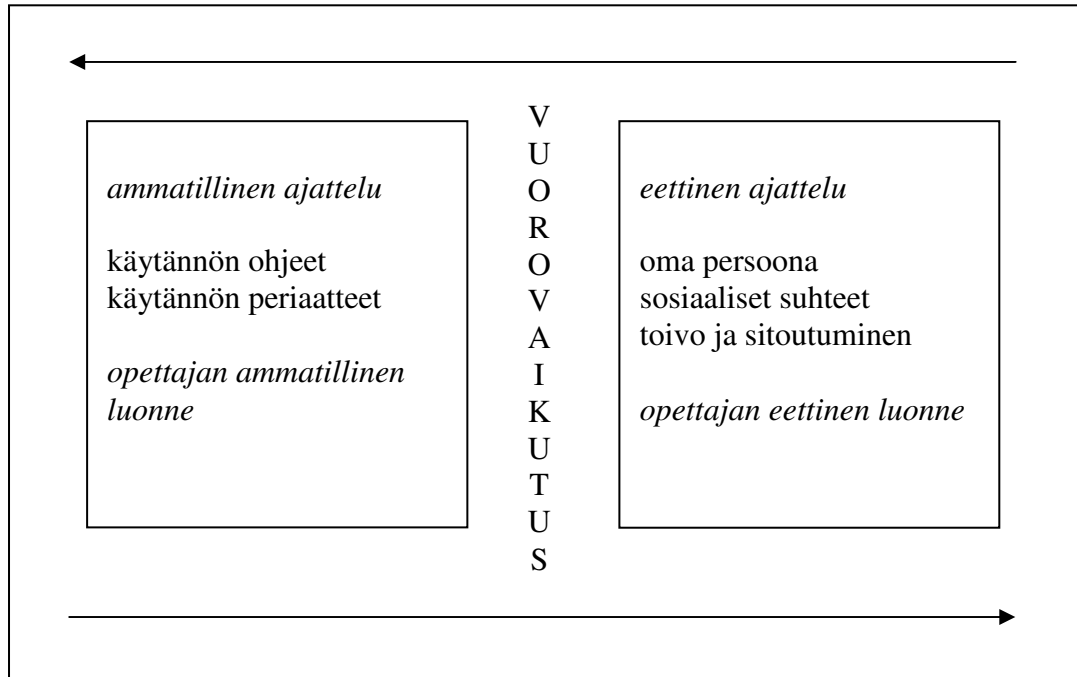 ammatillinen ajattelu
käytännön ohjeet
käytännön periaatteet
opettajan ammatillinen
luonne
V
U
O
R
O
V
A
I
K
U
T
U
S
eettinen ajattelu
oma persoona
sosiaaliset suhteet
toivo ja sitoutuminen
opettajan eettinen luonne